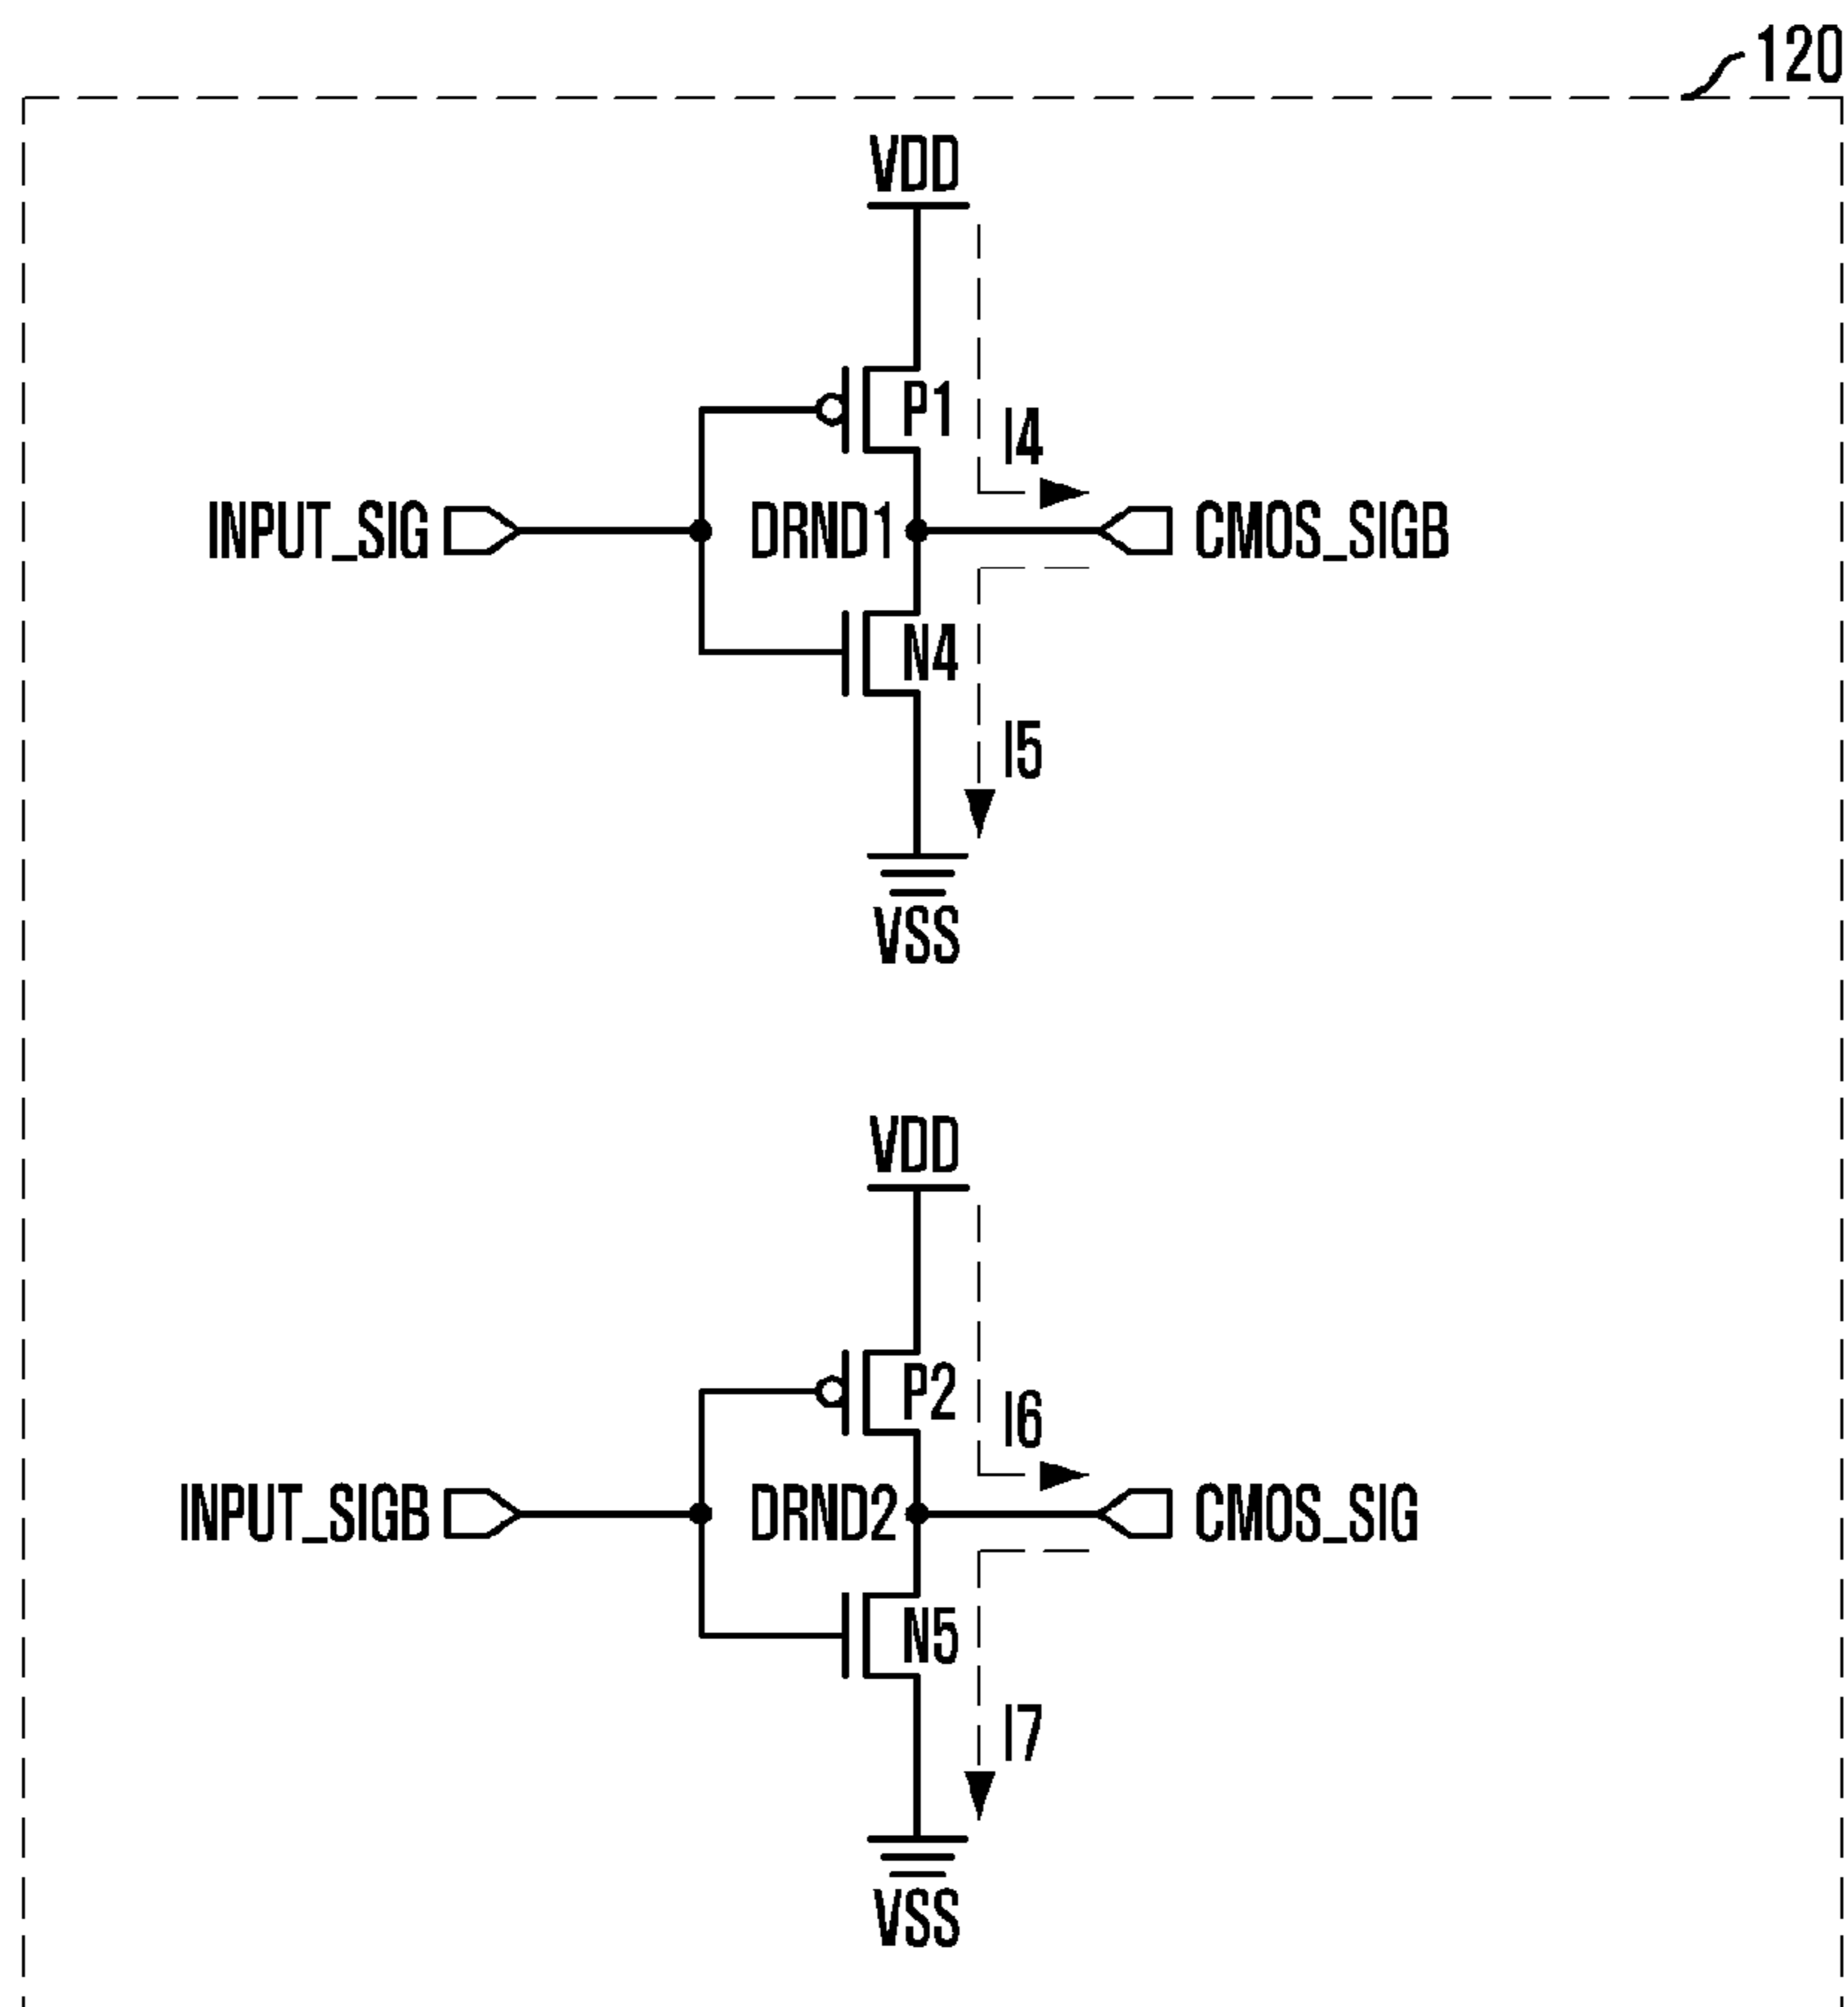 120
VDD
P1
I4
INPUT_SIG
DRND1
CMOS_SIGB
N4
I5
VSS
VDD
P2
I6
INPUT_SIGB
DRND2
CMOS_SIG
N5
I7
VSS